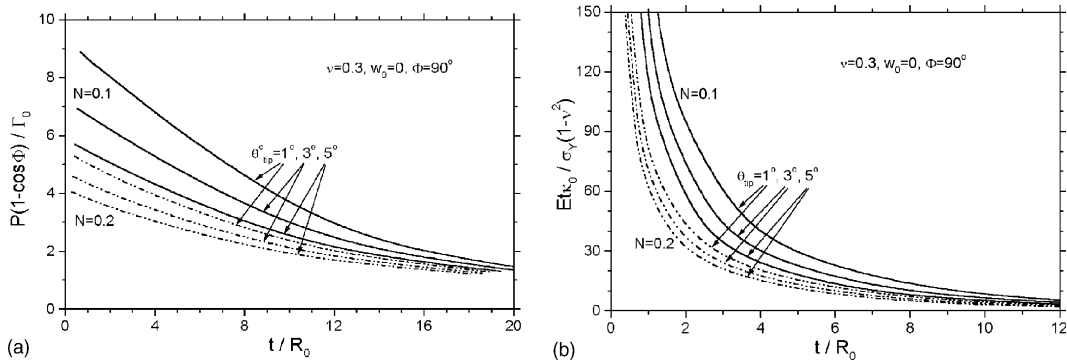 10
8
6
4
2
0
P(1-cosΦ) / Γ₀
ν=0.3, w₀=0, Φ=90°
N=0.1
θ°ₜᵢₚ=1°, 3°, 5°
N=0.2
0 4 8 12 16 20
t / R₀
(a)
150
120
90
60
30
0
Etκ₀ / σ_Y(1-ν²)
ν=0.3, w₀=0, Φ=90°
N=0.1
θₜᵢₚ=1°, 3°, 5°
N=0.2
0 2 4 6 8 10 12
t / R₀
(b)